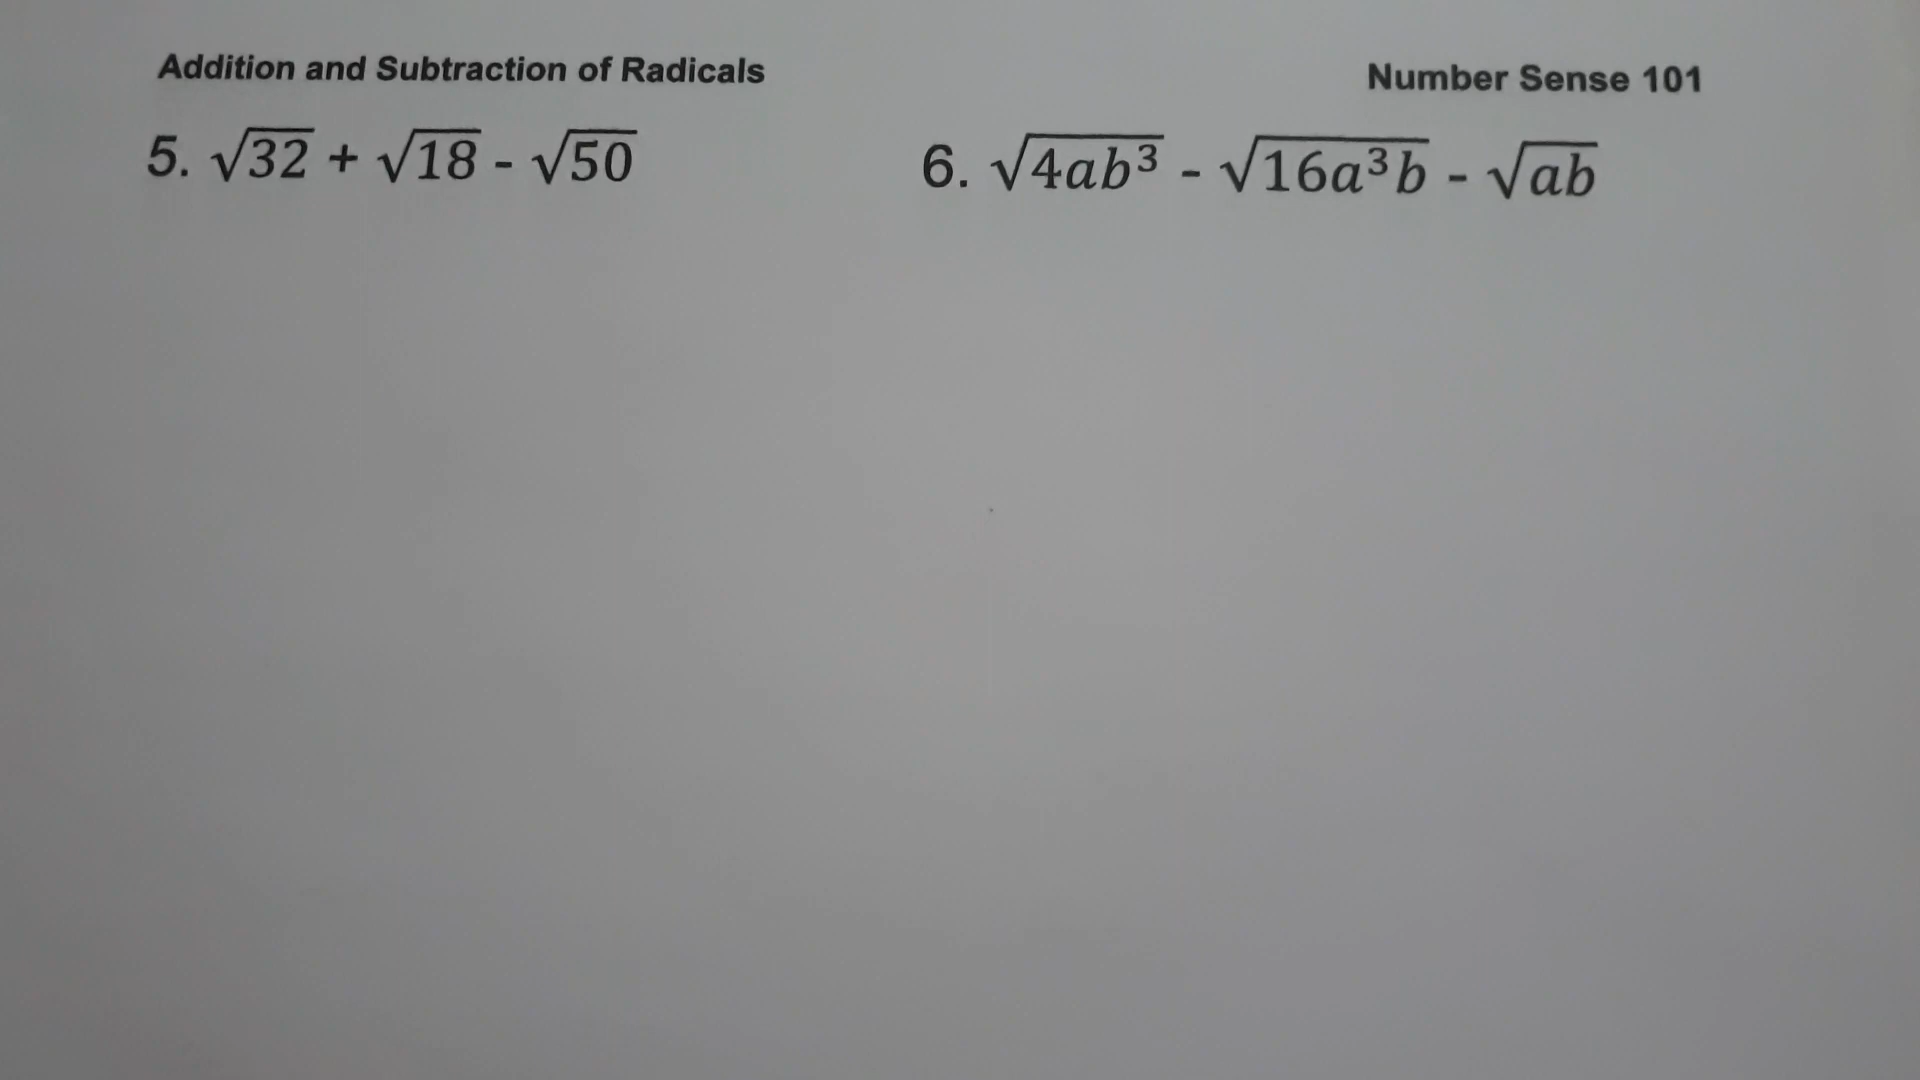 Addition and Subtraction of Radicals
Number Sense 101
5. √32 + √18 - √50
6. √4ab³ - √16a³b - √ab